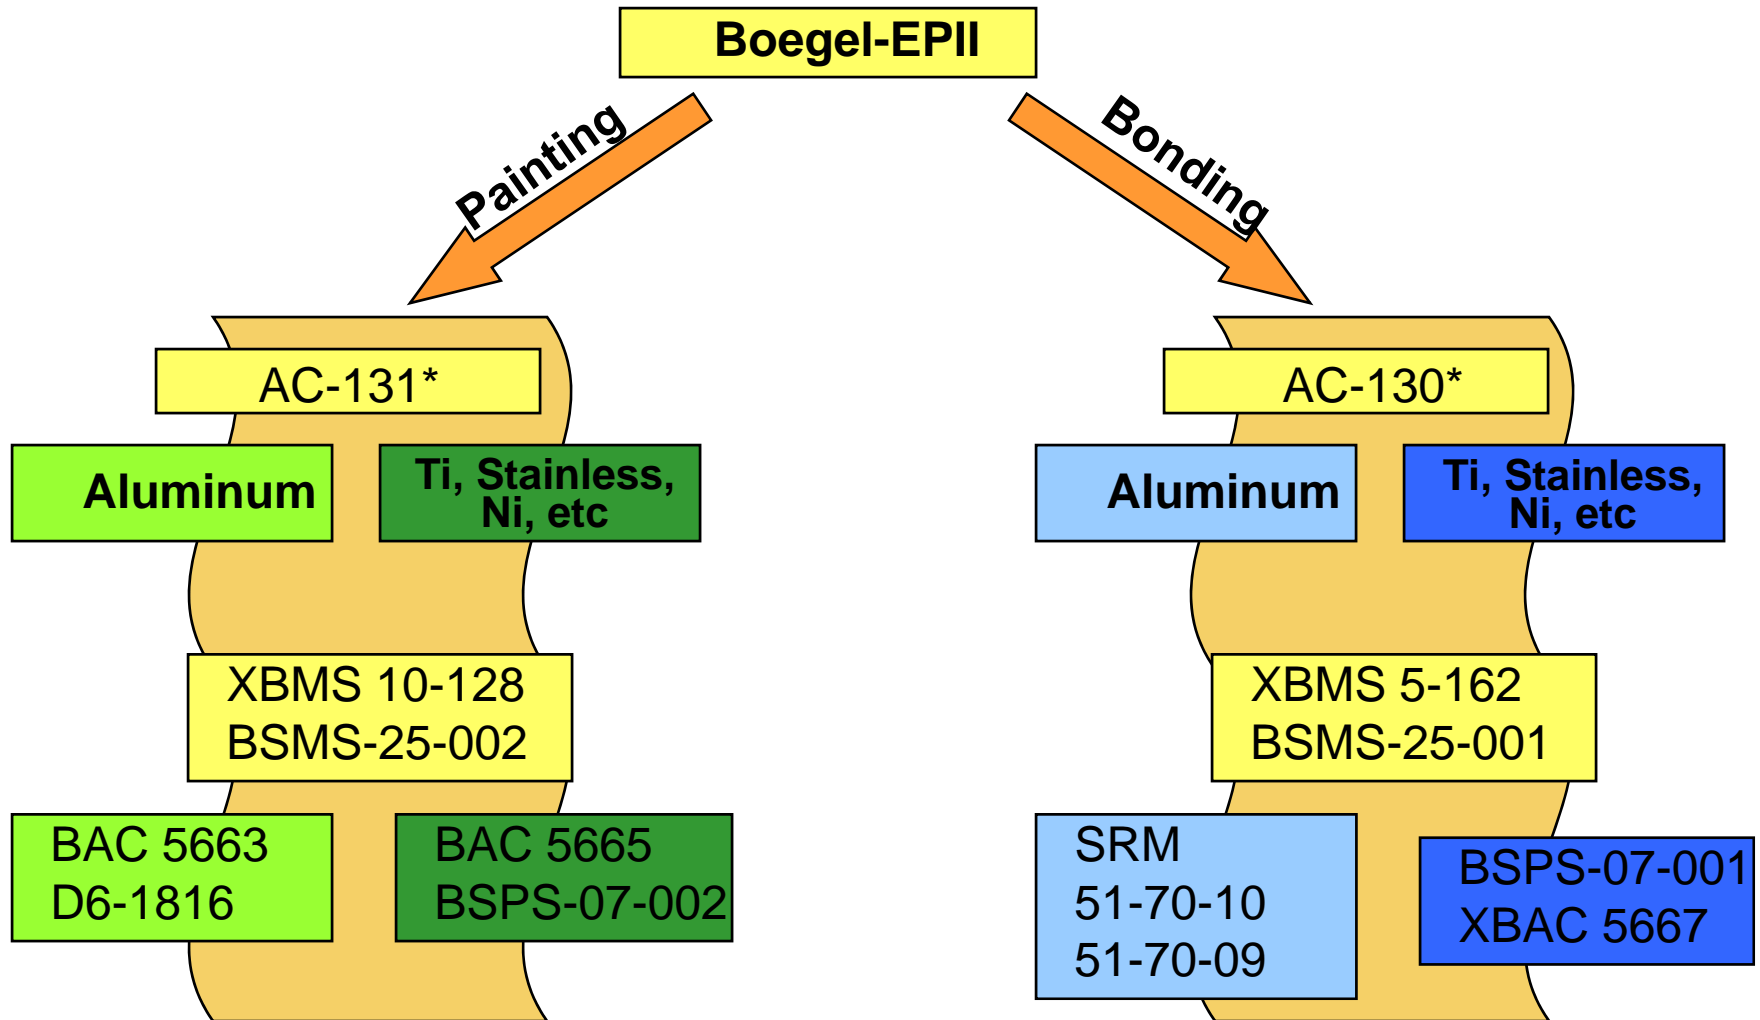 Boegel-EPII
Painting
Bonding
AC-131*
Aluminum
Ti, Stainless,
Ni, etc
XBMS 10-128
BSMS-25-002
BAC 5663
D6-1816
BAC 5665
BSPS-07-002
AC-130*
Aluminum
Ti, Stainless,
Ni, etc
XBMS 5-162
BSMS-25-001
SRM
51-70-10
51-70-09
BSPS-07-001
XBAC 5667